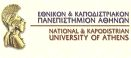 ΕΘΝΙΚΟΝ & ΚΑΠΟΔΙΣΤΡΙΑΚΟΝ
ΠΑΝΕΠΙΣΤΗΜΙΟΝ ΑΘΗΝΩΝ
NATIONAL & KAPODISTRIAN
UNIVERSITY OF ATHENS